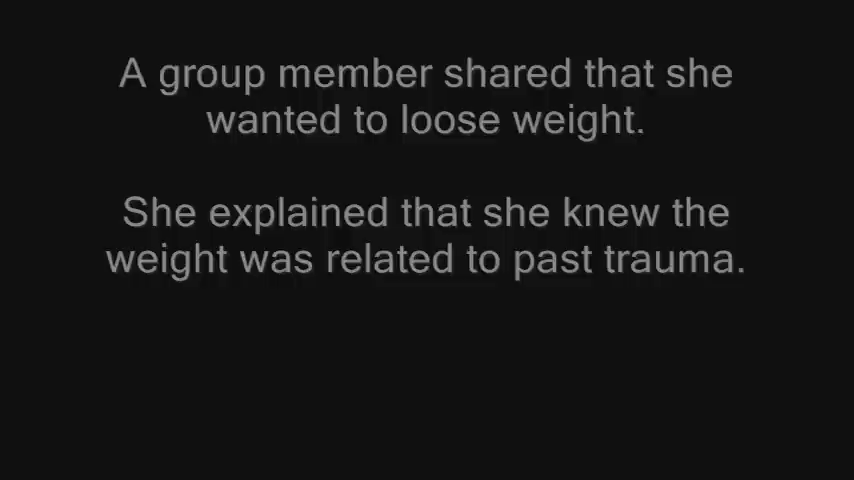 A group member shared that she
wanted to loose weight.
She explained that she knew the
weight was related to past trauma.